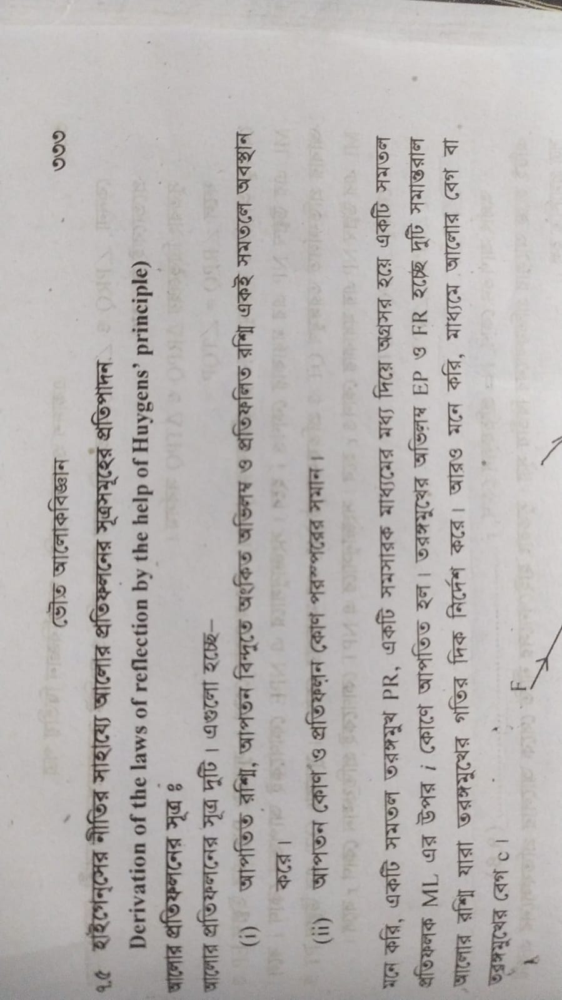 ভৌত আলোকবিজ্ঞান ৩৩৩
৭.৫ হাইগেন্‌সের নীতির সাহায্যে আলোর প্রতিফলনের সূত্রসমূহের প্রতিপাদন
Derivation of the laws of reflection by the help of Huygens' principle)
আলোর প্রতিফলনের সূত্র ঃ
আলোর প্রতিফলনের সূত্র দুটি। এগুলো হচ্ছে–
(i) আপতিত রশ্মি, আপতন বিন্দুতে অংকিত অভিলম্ব ও প্রতিফলিত রশ্মি একই সমতলে অবস্থান
করে।
(ii) আপতন কোণ ও প্রতিফলন কোণ পরস্পরের সমান।
মনে করি, একটি সমতল তরঙ্গমুখ PR, একটি সমসারক মাধ্যমের মধ্য দিয়ে অগ্রসর হয়ে একটি সমতল
প্রতিফলক ML এর উপর i কোণে আপতিত হল। তরঙ্গমুখের অভিলম্ব EP ও FR হচ্ছে দুটি সমান্তরাল
আলোর রশ্মি যারা তরঙ্গমুখের গতির দিক নির্দেশ করে। আরও মনে করি, মাধ্যমে আলোর বেগ বা
তরঙ্গমুখের বেগ c।
F